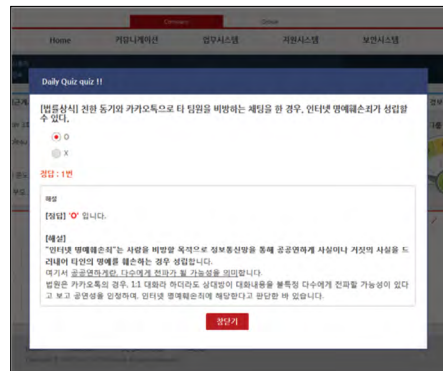 Company Group
Home 커뮤니케이션 업무시스템 지원시스템 보안시스템
Daily Quiz quiz !!
[법률상식] 친한 동기와 카카오톡으로 타 팀원을 비방하는 채팅을 한 경우, 인터넷 명예훼손죄가 성립할
수 있다.
O
X
정답 : 1번
해설
[정답] 'O' 입니다.
[해설]
"인터넷 명예훼손죄"는 사람을 비방할 목적으로 정보통신망을 통해 공공연하게 사실이나 거짓의 사실을 드
러내어 타인의 명예를 훼손하는 경우 성립합니다.
여기서 공공연하게란, 다수에게 전파가 될 가능성을 의미합니다.
법원은 카카오톡의 경우, 1:1 대화라 하더라도 상대방이 대화내용을 불특정 다수에게 전파할 가능성이 있다
고 보고 공연성을 인정하여, 인터넷 명예훼손죄에 해당한다고 판단한 바 있습니다.
창닫기